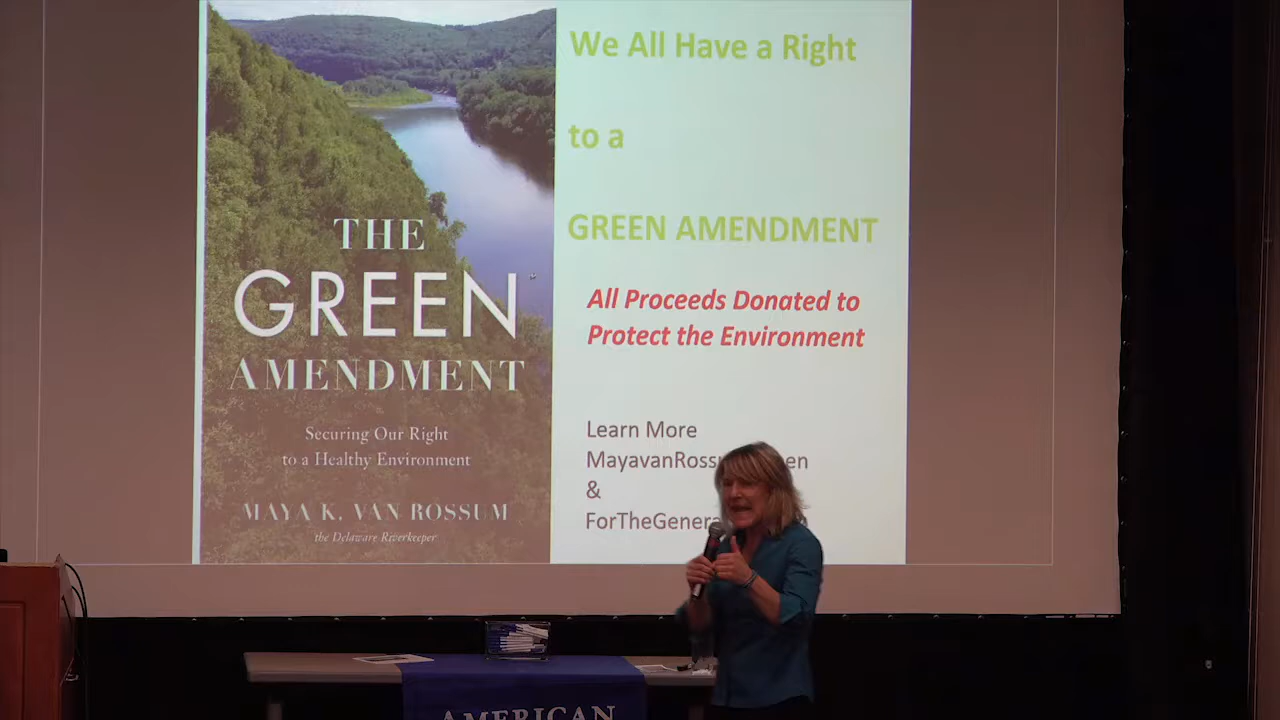 THE
GREEN
AMENDMENT
Securing Our Right
to a Healthy Environment
MAYA K. VAN ROSSUM
the Delaware Riverkeeper
We All Have a Right
to a
GREEN AMENDMENT
All Proceeds Donated to
Protect the Environment
Learn More
&
AMERICAN